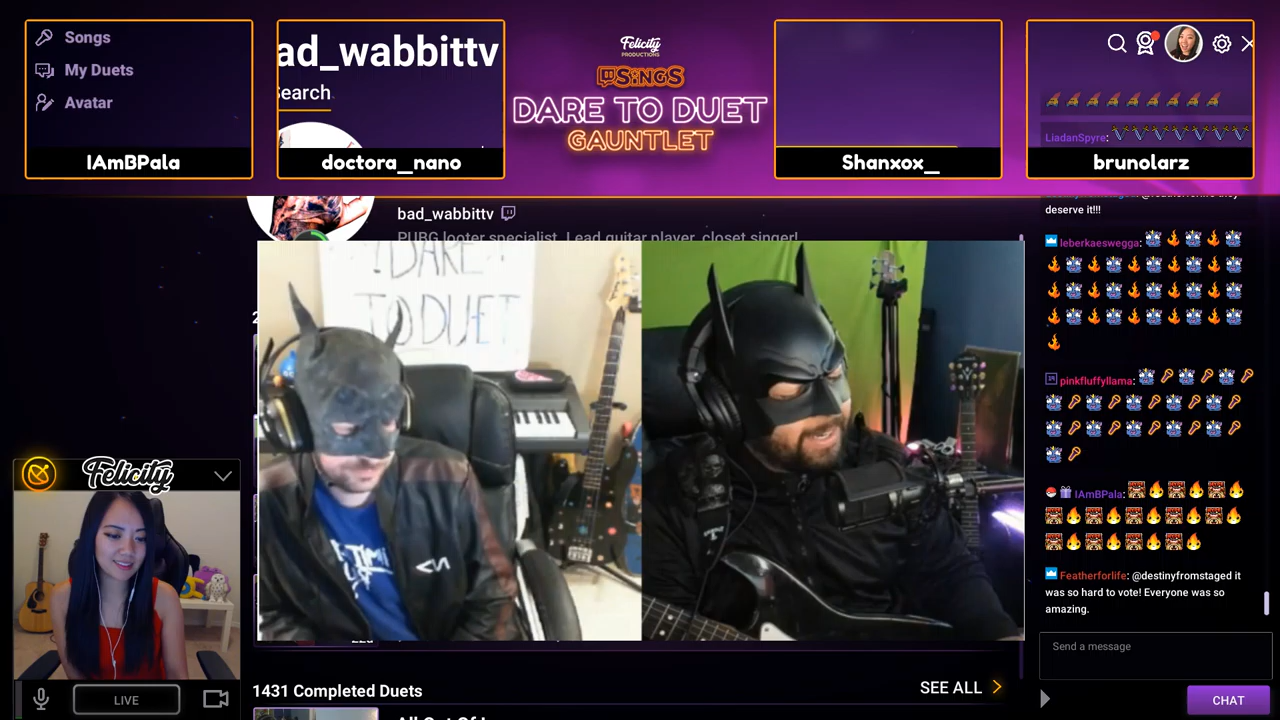 Songs
My Duets
Avatar
IAmBPala
ad_wabbittv
Search
doctora__nano
Felicity
PRODUCTIONS
SINGS
DARE TO DUET
GAUNTLET
Shanxox_
LiadanSpyre:
brunolarz
bad_wabbittv
PUBG looter specialist. Lead guitar player, closet singer!
I DARE
TO DUET
deserve it!!!
leberkaeswegga:
pinkfluffyllama:
IAmBPala:
Featherforlife: @destinyfromstaged it
was so hard to vote! Everyone was so
amazing.
Felicity
LIVE
Send a message
CHAT
1431 Completed Duets
SEE ALL